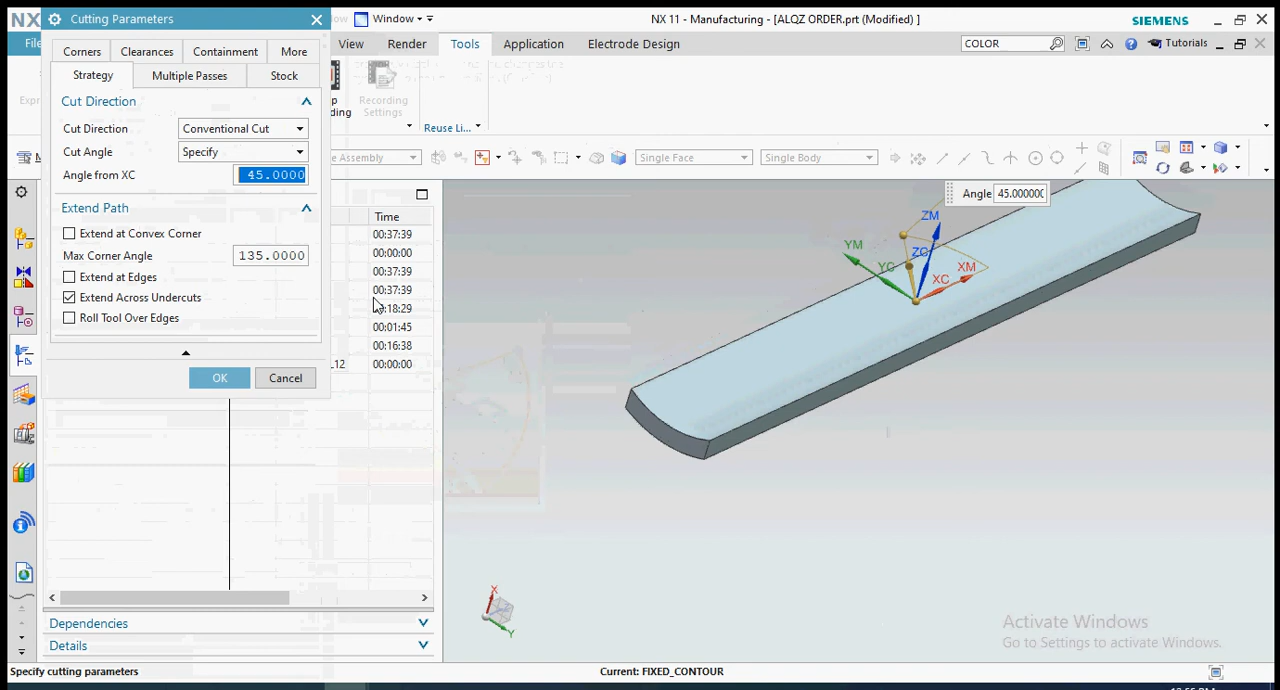 NX
Cutting Parameters
Window
NX 11 - Manufacturing - [ALQZ ORDER.prt (Modified) ]
SIEMENS
View
Render
Tools
Application
Electrode Design
COLOR
Tutorials
Corners
Clearances
Containment
More
Strategy
Multiple Passes
Stock
Recording
Settings
Reuse Li...
Cut Direction
Cut Direction
Conventional Cut
Cut Angle
Specify
Angle from XC
45.0000
Assembly
Single Face
Single Body
Extend Path
Extend at Convex Corner
Max Corner Angle
135.0000
Extend at Edges
Extend Across Undercuts
Roll Tool Over Edges
OK
Cancel
Time
00:37:39
00:00:00
00:37:39
00:37:39
00:18:29
00:01:45
00:16:38
00:00:00
Angle
ZM
YM
ZC
YC
XM
XC
X
Y
Dependencies
Details
Activate Windows
Go to Settings to activate Windows.
Specify cutting parameters
Current: FIXED_CONTOUR